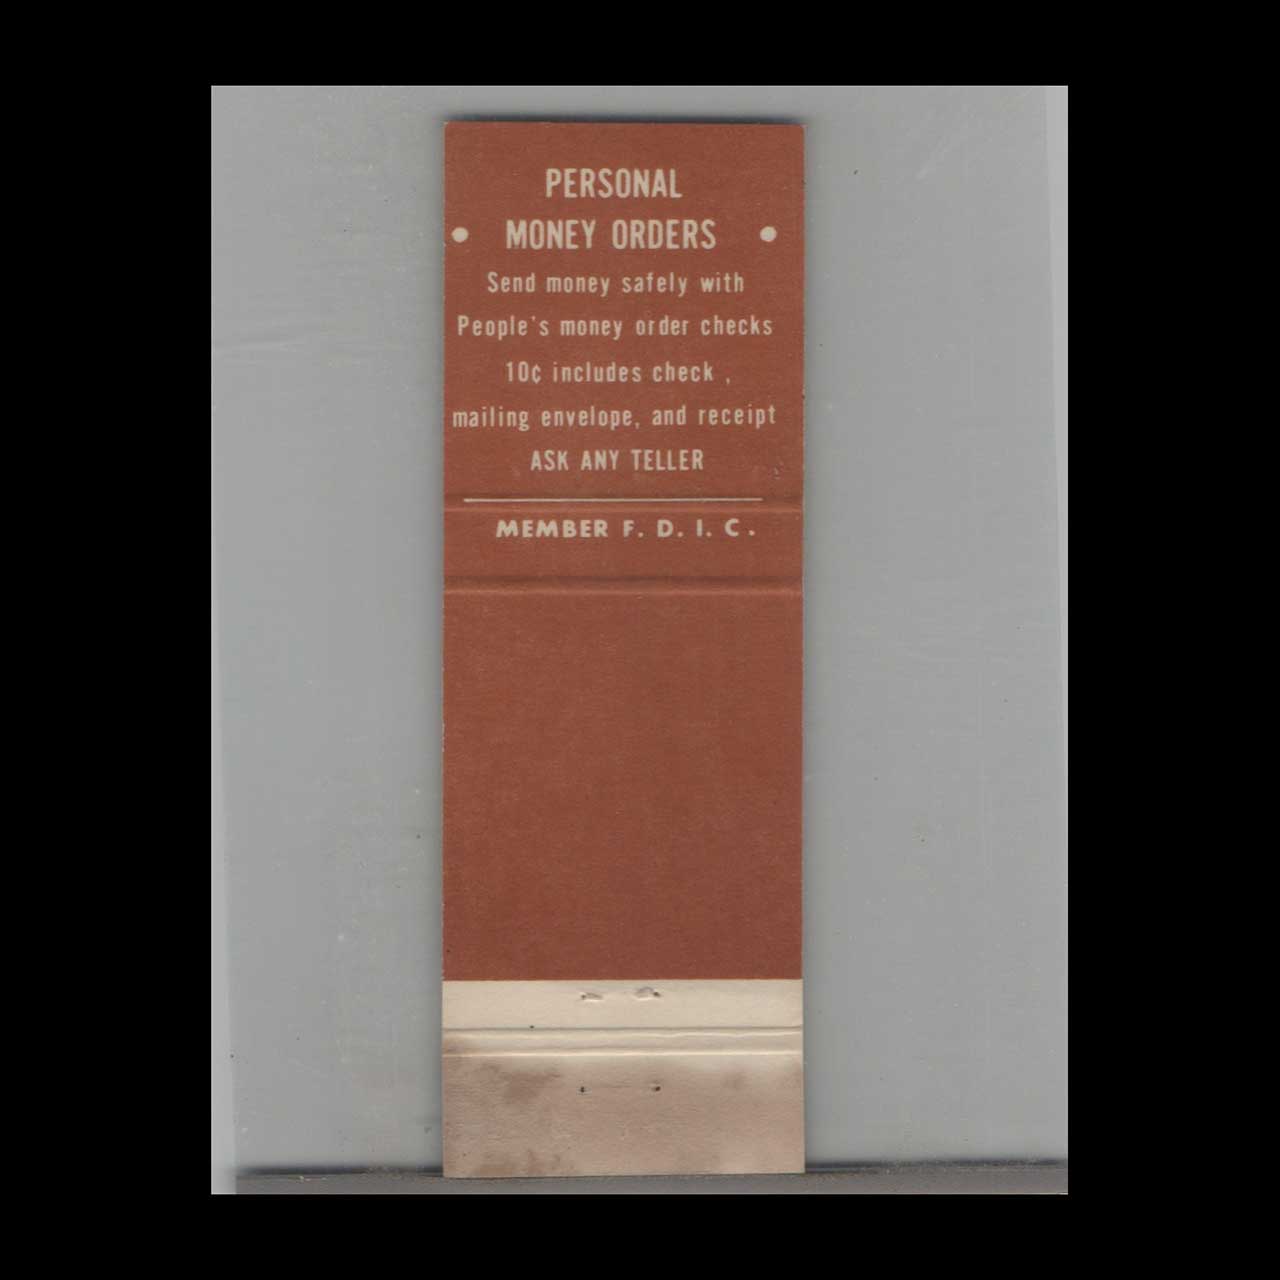 PERSONAL
• MONEY ORDERS •
Send money safely with
People's money order checks
10¢ includes check ,
mailing envelope, and receipt
ASK ANY TELLER
MEMBER F. D. I. C.